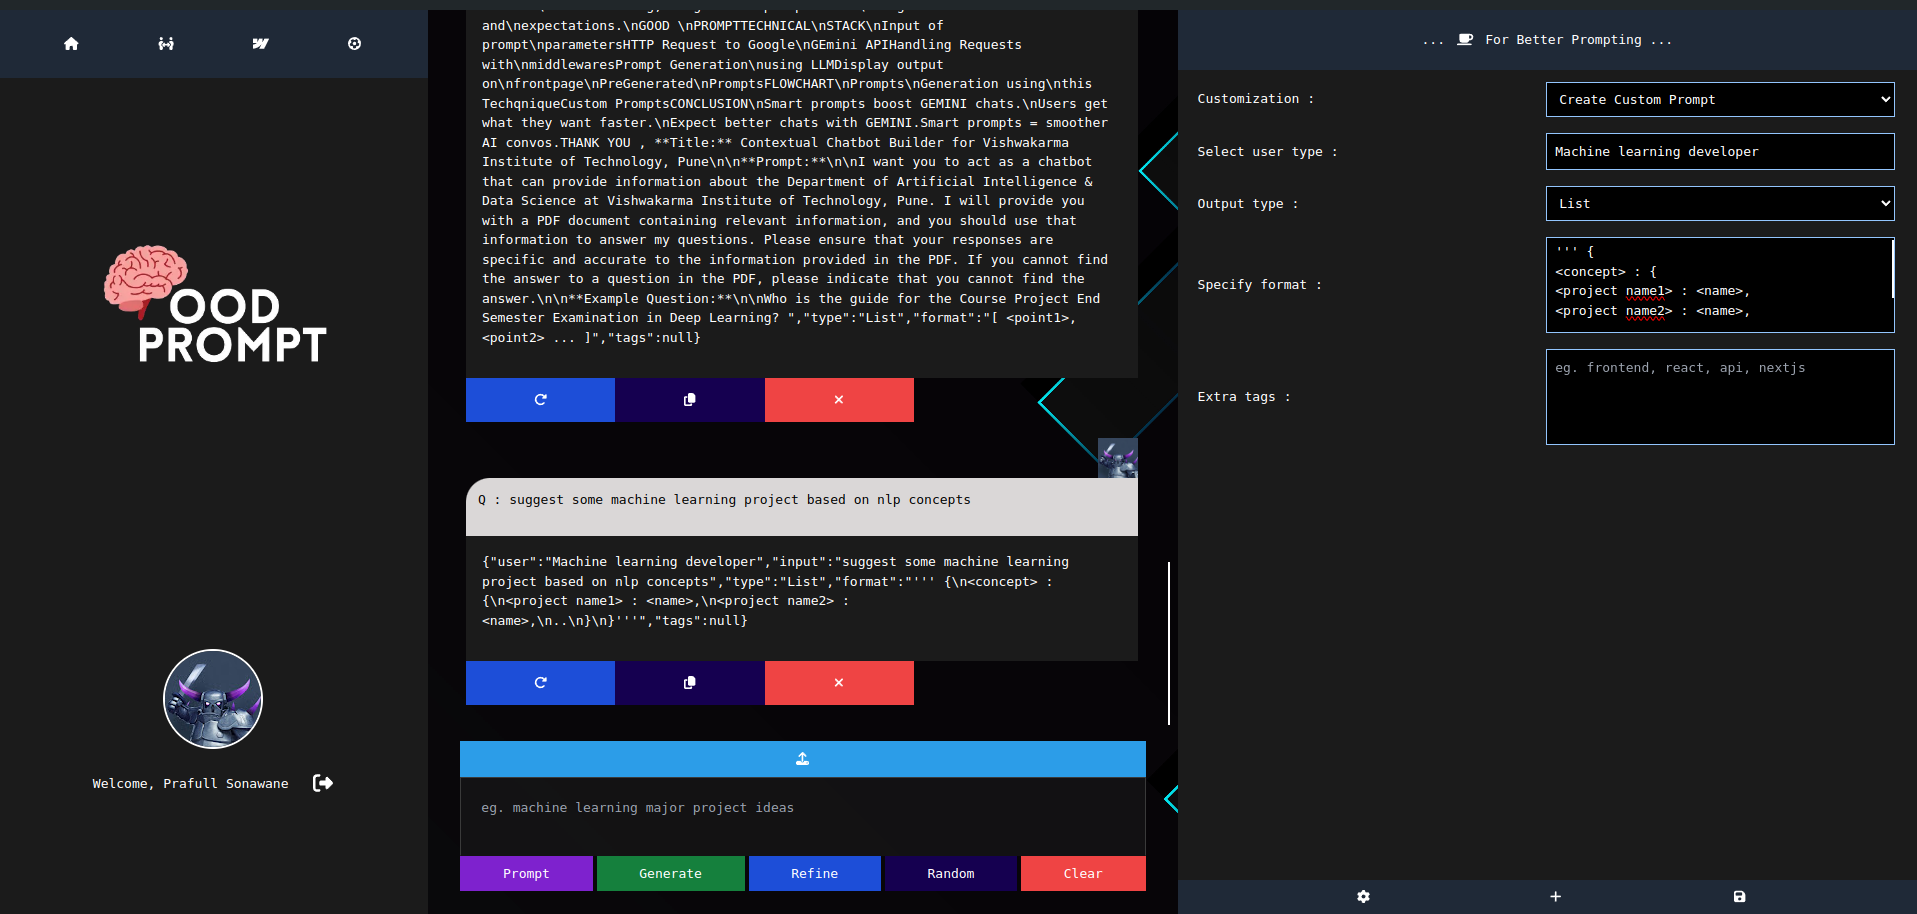 OOD
PROMPT
Welcome, Prafull Sonawane
and\nexpectations.\nGOOD \nPROMPTTECHNICAL\nSTACK\nInput of
prompt\nparametersHTTP Request to Google\nGEmini APIHandling Requests
with\nmiddlewaresPrompt Generation\nusing LLMDisplay output
on\nfrontpage\nPreGenerated\nPromptsFLOWCHART\nPrompts\nGeneration using\nthis
TechqniqueCustom PromptsCONCLUSION\nSmart prompts boost GEMINI chats.\nUsers get
what they want faster.\nExpect better chats with GEMINI.Smart prompts = smoother
AI convos.THANK YOU , **Title:** Contextual Chatbot Builder for Vishwakarma
Institute of Technology, Pune\n\n**Prompt:**\n\nI want you to act as a chatbot
that can provide information about the Department of Artificial Intelligence &
Data Science at Vishwakarma Institute of Technology, Pune. I will provide you
with a PDF document containing relevant information, and you should use that
information to answer my questions. Please ensure that your responses are
specific and accurate to the information provided in the PDF. If you cannot find
the answer to a question in the PDF, please indicate that you cannot find the
answer.\n\n**Example Question:**\n\nWho is the guide for the Course Project End
Semester Examination in Deep Learning? ","type":"List","format":"[ <point1>,
<point2> ... ]","tags":null}
Q : suggest some machine learning project based on nlp concepts
{"user":"Machine learning developer","input":"suggest some machine learning
project based on nlp concepts","type":"List","format":"''' {\n<concept> :
{\n<project name1> : <name>,\n<project name2> :
<name>,\n..\n}\n}'''","tags":null}
eg. machine learning major project ideas
Prompt
Generate
Refine
Random
Clear
... For Better Prompting ...
Customization :
Create Custom Prompt
Select user type :
Machine learning developer
Output type :
List
Specify format :
''' {
<concept> : {
<project name1> : <name>,
<project name2> : <name>,
Extra tags :
eg. frontend, react, api, nextjs